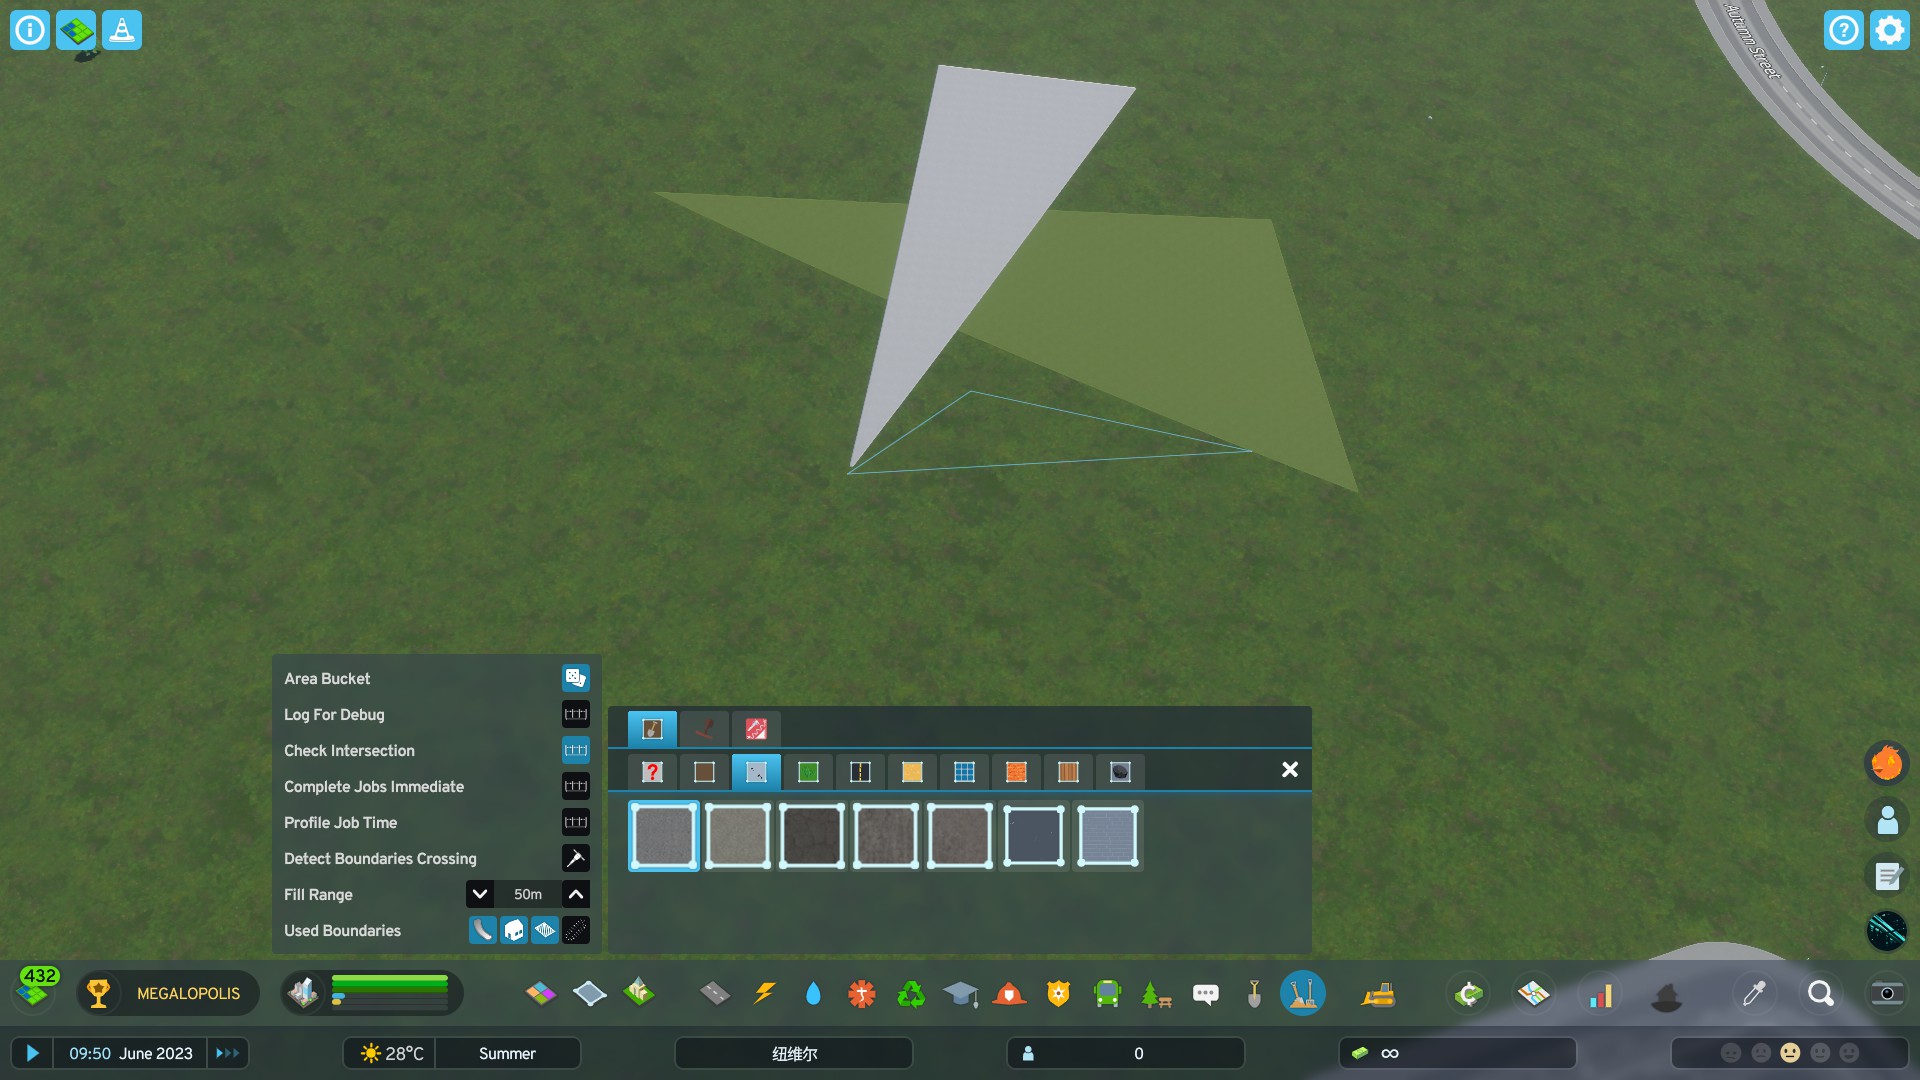 Autumn Street
Area Bucket
Log For Debug
Check Intersection
Complete Jobs Immediate
Profile Job Time
Detect Boundaries Crossing
Fill Range
50m
Used Boundaries
432
MEGALOPOLIS
09:50 June 2023
28°C
Summer
纽维尔
0
∞